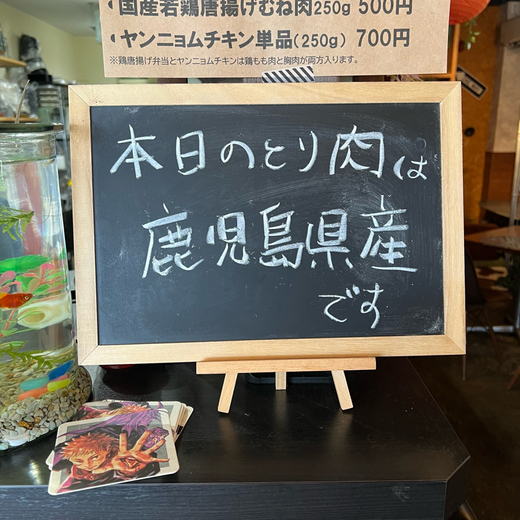 国産若鶏唐揚げむね肉250g 500円
・ヤンニョムチキン単品(250g) 700円
※鶏唐揚げ弁当とヤンニョムチキンは鶏もも肉と胸肉が両方入ります。
本日のとり肉は
鹿児島県産
です